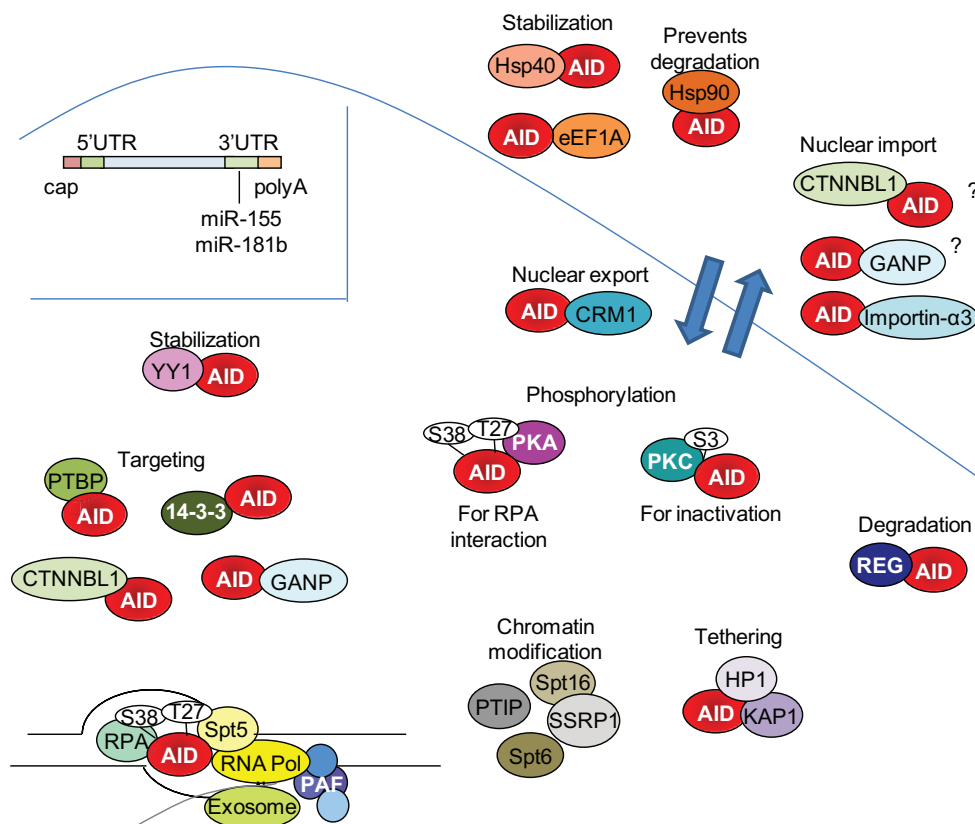 Stabilization
Hsp40 AID
AID eEF1A
Prevents
degradation
Hsp90
AID
5'UTR 3'UTR
cap polyA
miR-155
miR-181b
Nuclear import
CTNNBL1
AID ?
AID GANP ?
AID Importin-α3
Nuclear export
AID CRM1
Stabilization
YY1 AID
Phosphorylation
S38 T27 PKA
AID
For RPA
interaction
S3
PKC AID
For inactivation
Targeting
PTBP
AID
14-3-3 AID
CTNNBL1
AID
AID GANP
Degradation
REG AID
Chromatin
modification
Spt16
PTIP
SSRP1
Spt6
Tethering
HP1
AID KAP1
S38 T27 Spt5
RPA AID
RNA Pol
PAF
Exosome